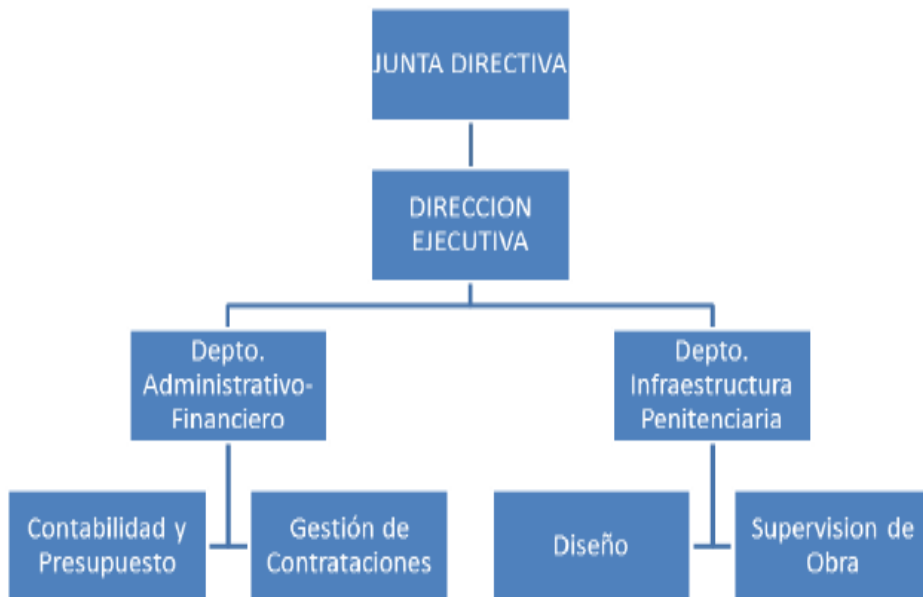 JUNTA DIRECTIVA
DIRECCION
EJECUTIVA
Depto.
Administrativo-
Financiero
Depto.
Infraestructura
Penitenciaria
Contabilidad y
Presupuesto
Gestión de
Contrataciones
Diseño
Supervision de
Obra